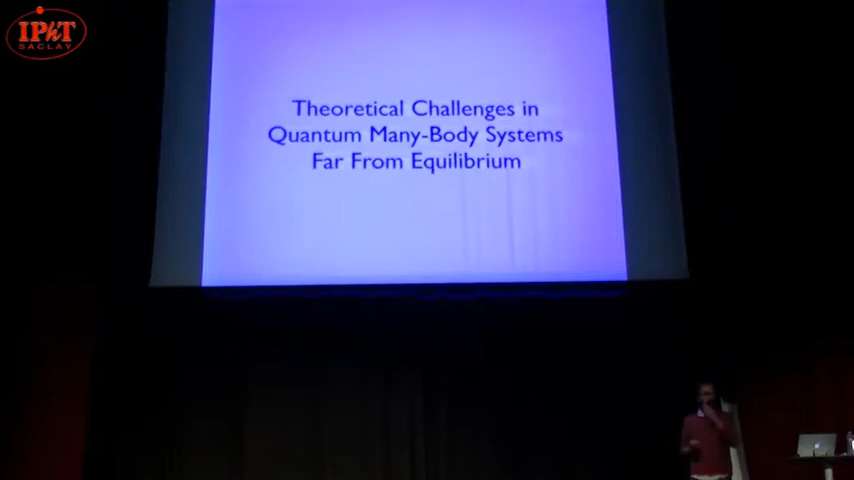 IPhT
SACLAY
Theoretical Challenges in
Quantum Many-Body Systems
Far From Equilibrium